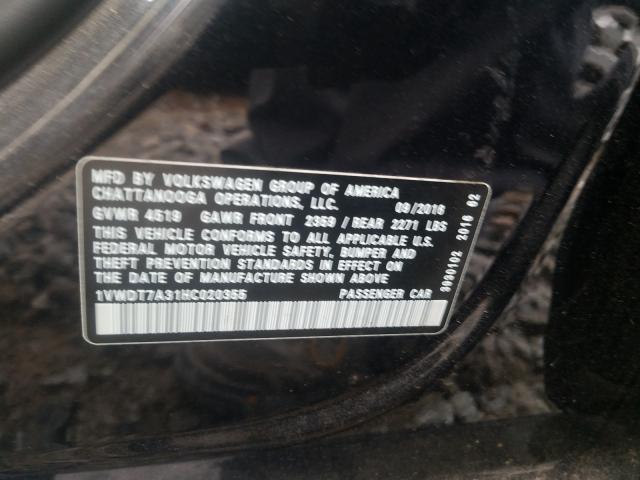 MFD BY VOLKSWAGEN GROUP OF AMERICA
CHATTANOOGA OPERATIONS, LLC. 09/2016
GVWR 4519 GAWR FRONT 2359 / REAR 2271 LBS
THIS VEHICLE CONFORMS TO ALL APPLICABLE U.S.
FEDERAL MOTOR VEHICLE SAFETY, BUMPER AND
THEFT PREVENTION STANDARDS IN EFFECT ON
THE DATE OF MANUFACTURE SHOWN ABOVE
1VWDT7A31HC020355 PASSENGER CAR
3930102 2016 02